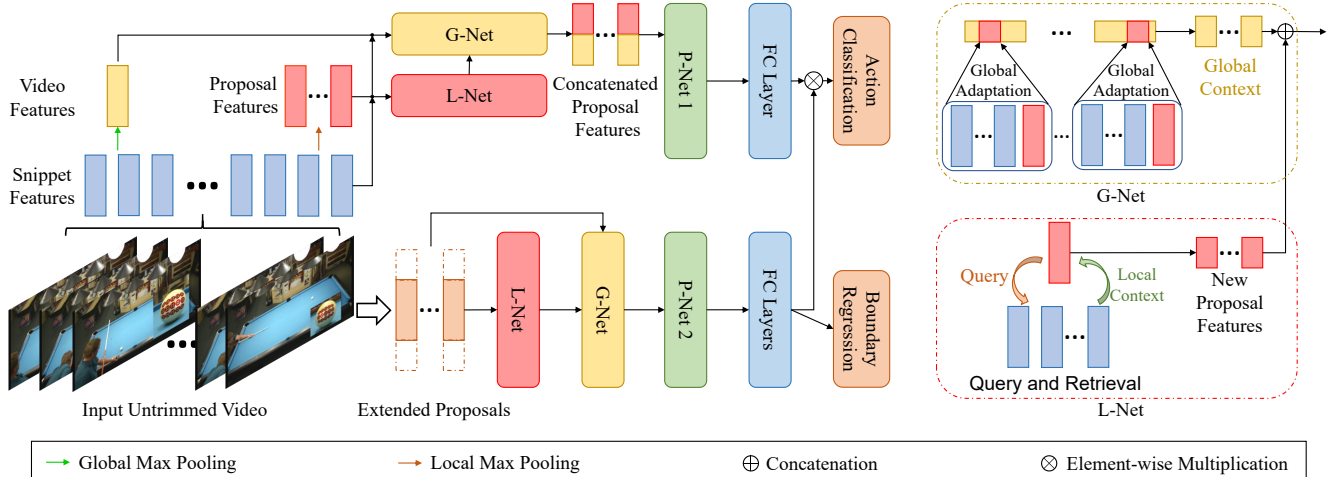 Video
Features
Snippet
Features
Proposal
Features
G-Net
L-Net
Concatenated
Proposal
Features
P-Net 1
FC Layer
Action
Classification
Input Untrimmed Video
Extended Proposals
L-Net
G-Net
P-Net 2
FC Layers
Boundary
Regression
Global
Adaptation
Global
Adaptation
Global
Context
G-Net
Query
Local
Context
New
Proposal
Features
Query and Retrieval
L-Net
Global Max Pooling
Local Max Pooling
Concatenation
Element-wise Multiplication